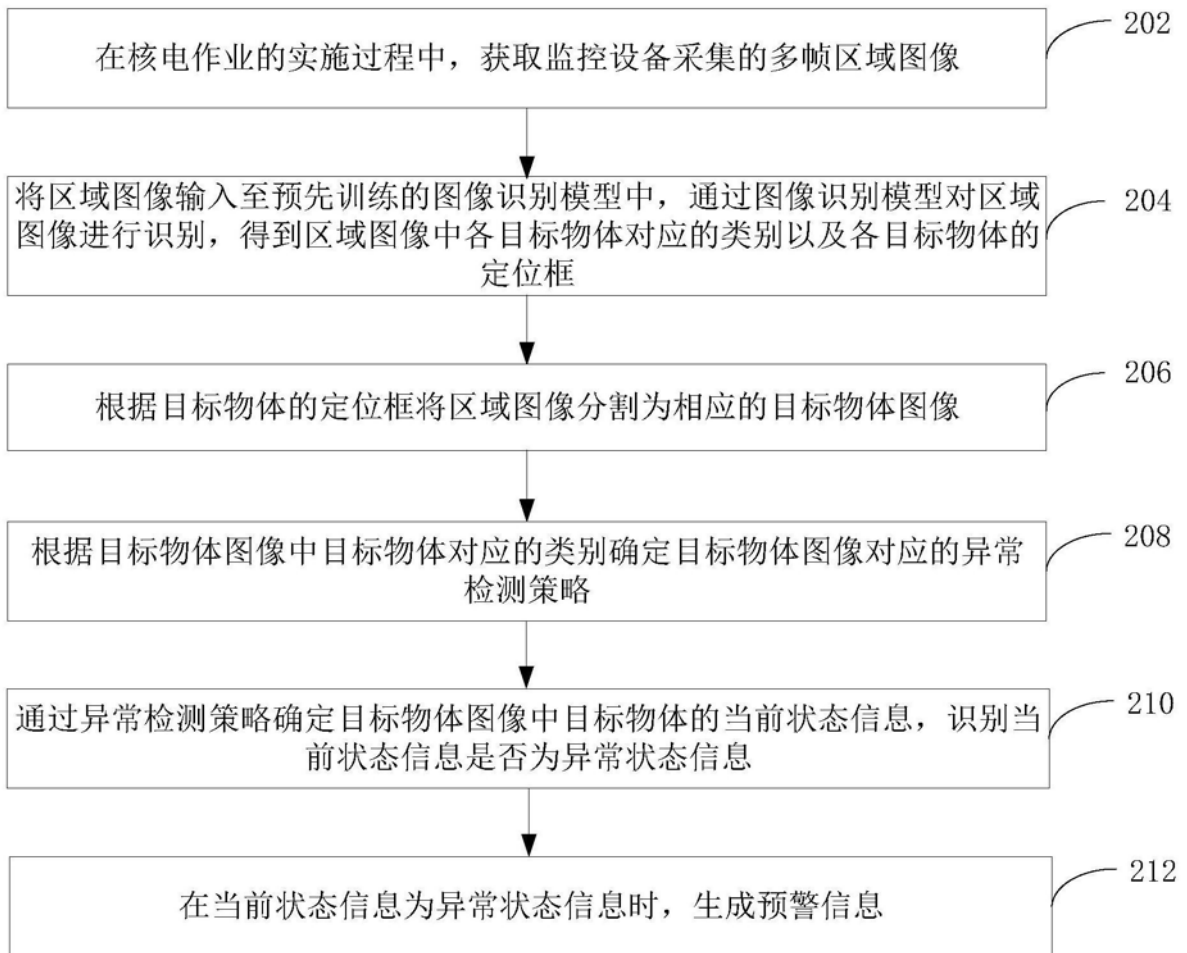 在核电作业的实施过程中，获取监控设备采集的多帧区域图像
202
将区域图像输入至预先训练的图像识别模型中，通过图像识别模型对区域
图像进行识别，得到区域图像中各目标物体对应的类别以及各目标物体的
定位框
204
根据目标物体的定位框将区域图像分割为相应的目标物体图像
206
根据目标物体图像中目标物体对应的类别确定目标物体图像对应的异常
检测策略
208
通过异常检测策略确定目标物体图像中目标物体的当前状态信息，识别当
前状态信息是否为异常状态信息
210
在当前状态信息为异常状态信息时，生成预警信息
212